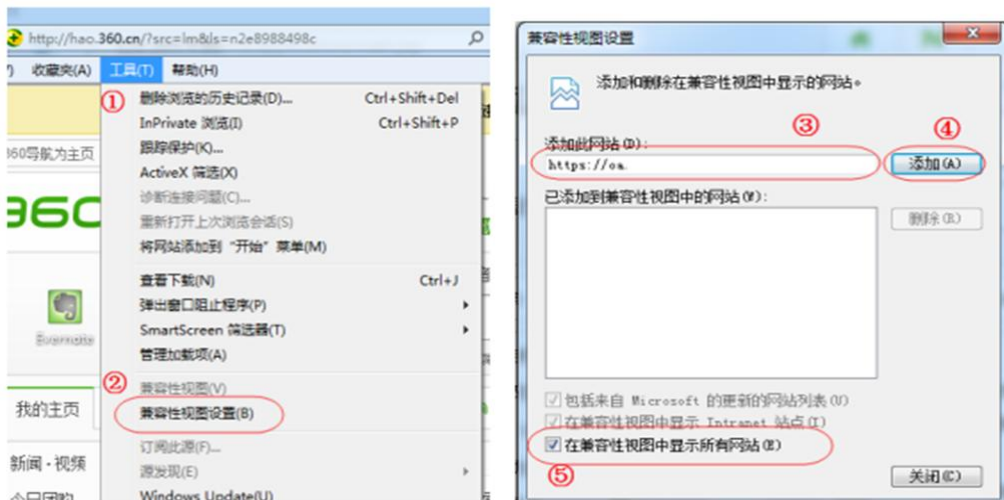 http://hao.360.cn/?src=lm&ls=n2e8988498c
收藏夹(A) 工具(T) 帮助(H)
①
删除浏览的历史记录(D)... Ctrl+Shift+Del
InPrivate 浏览(I) Ctrl+Shift+P
跟踪保护(K)...
ActiveX 筛选(X)
诊断连接问题(C)...
重新打开上次浏览会话(S)
将网站添加到“开始”菜单(M)
查看下载(N) Ctrl+J
弹出窗口阻止程序(P)
SmartScreen 筛选器(T)
管理加载项(A)
②
兼容性视图(V)
兼容性视图设置(B)
订阅此源(F)...
源发现(E)
Windows Update(U)
360导航为主页
360
Evernote
我的主页
新闻·视频
今日团购
兼容性视图设置
添加和删除在兼容性视图中显示的网站。
③
④
添加此网站(D):
https://oa.
添加(A)
已添加到兼容性视图中的网站(W):
删除(R)
包括来自 Microsoft 的更新的网站列表(U)
在兼容性视图中显示 Intranet 站点(I)
在兼容性视图中显示所有网站(E)
⑤
关闭(C)